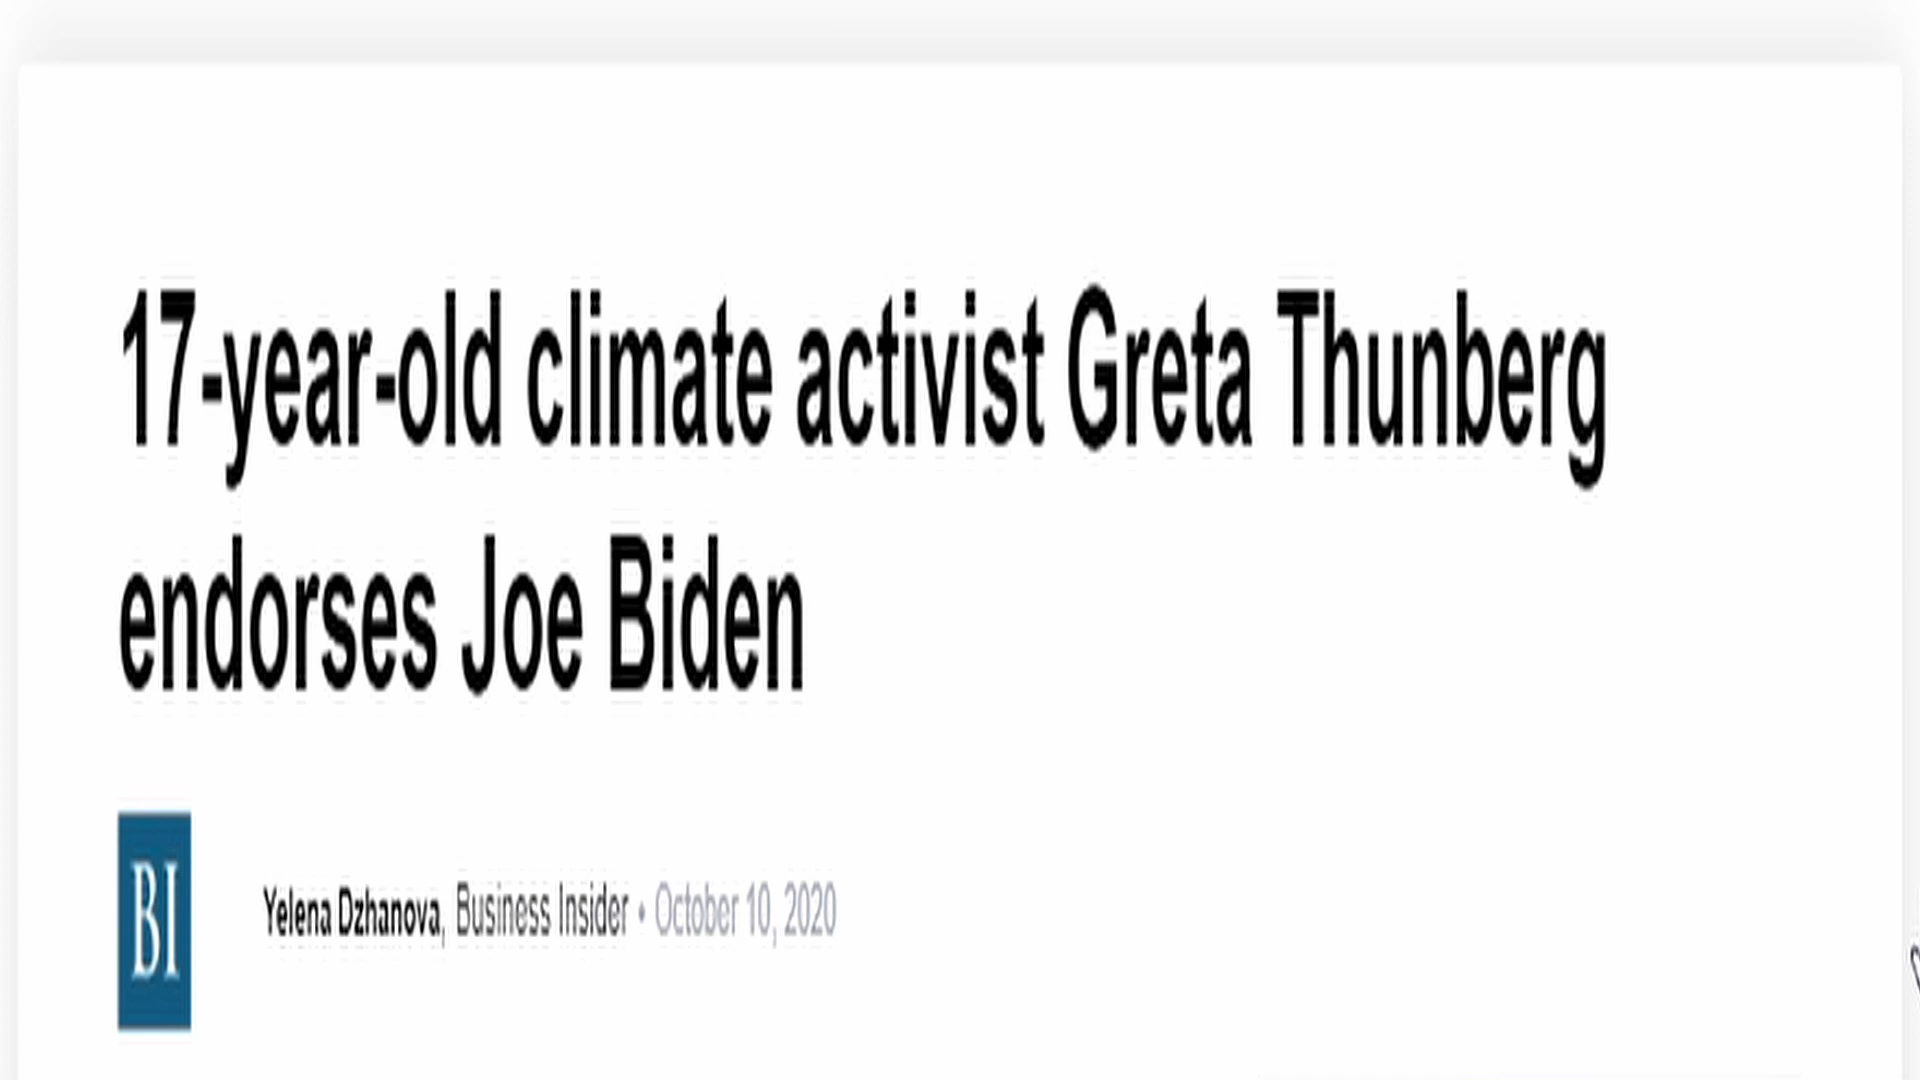 17-year-old climate activist Greta Thunberg
endorses Joe Biden
BI
Yelena Dzhanova, Business Insider • October 10, 2020